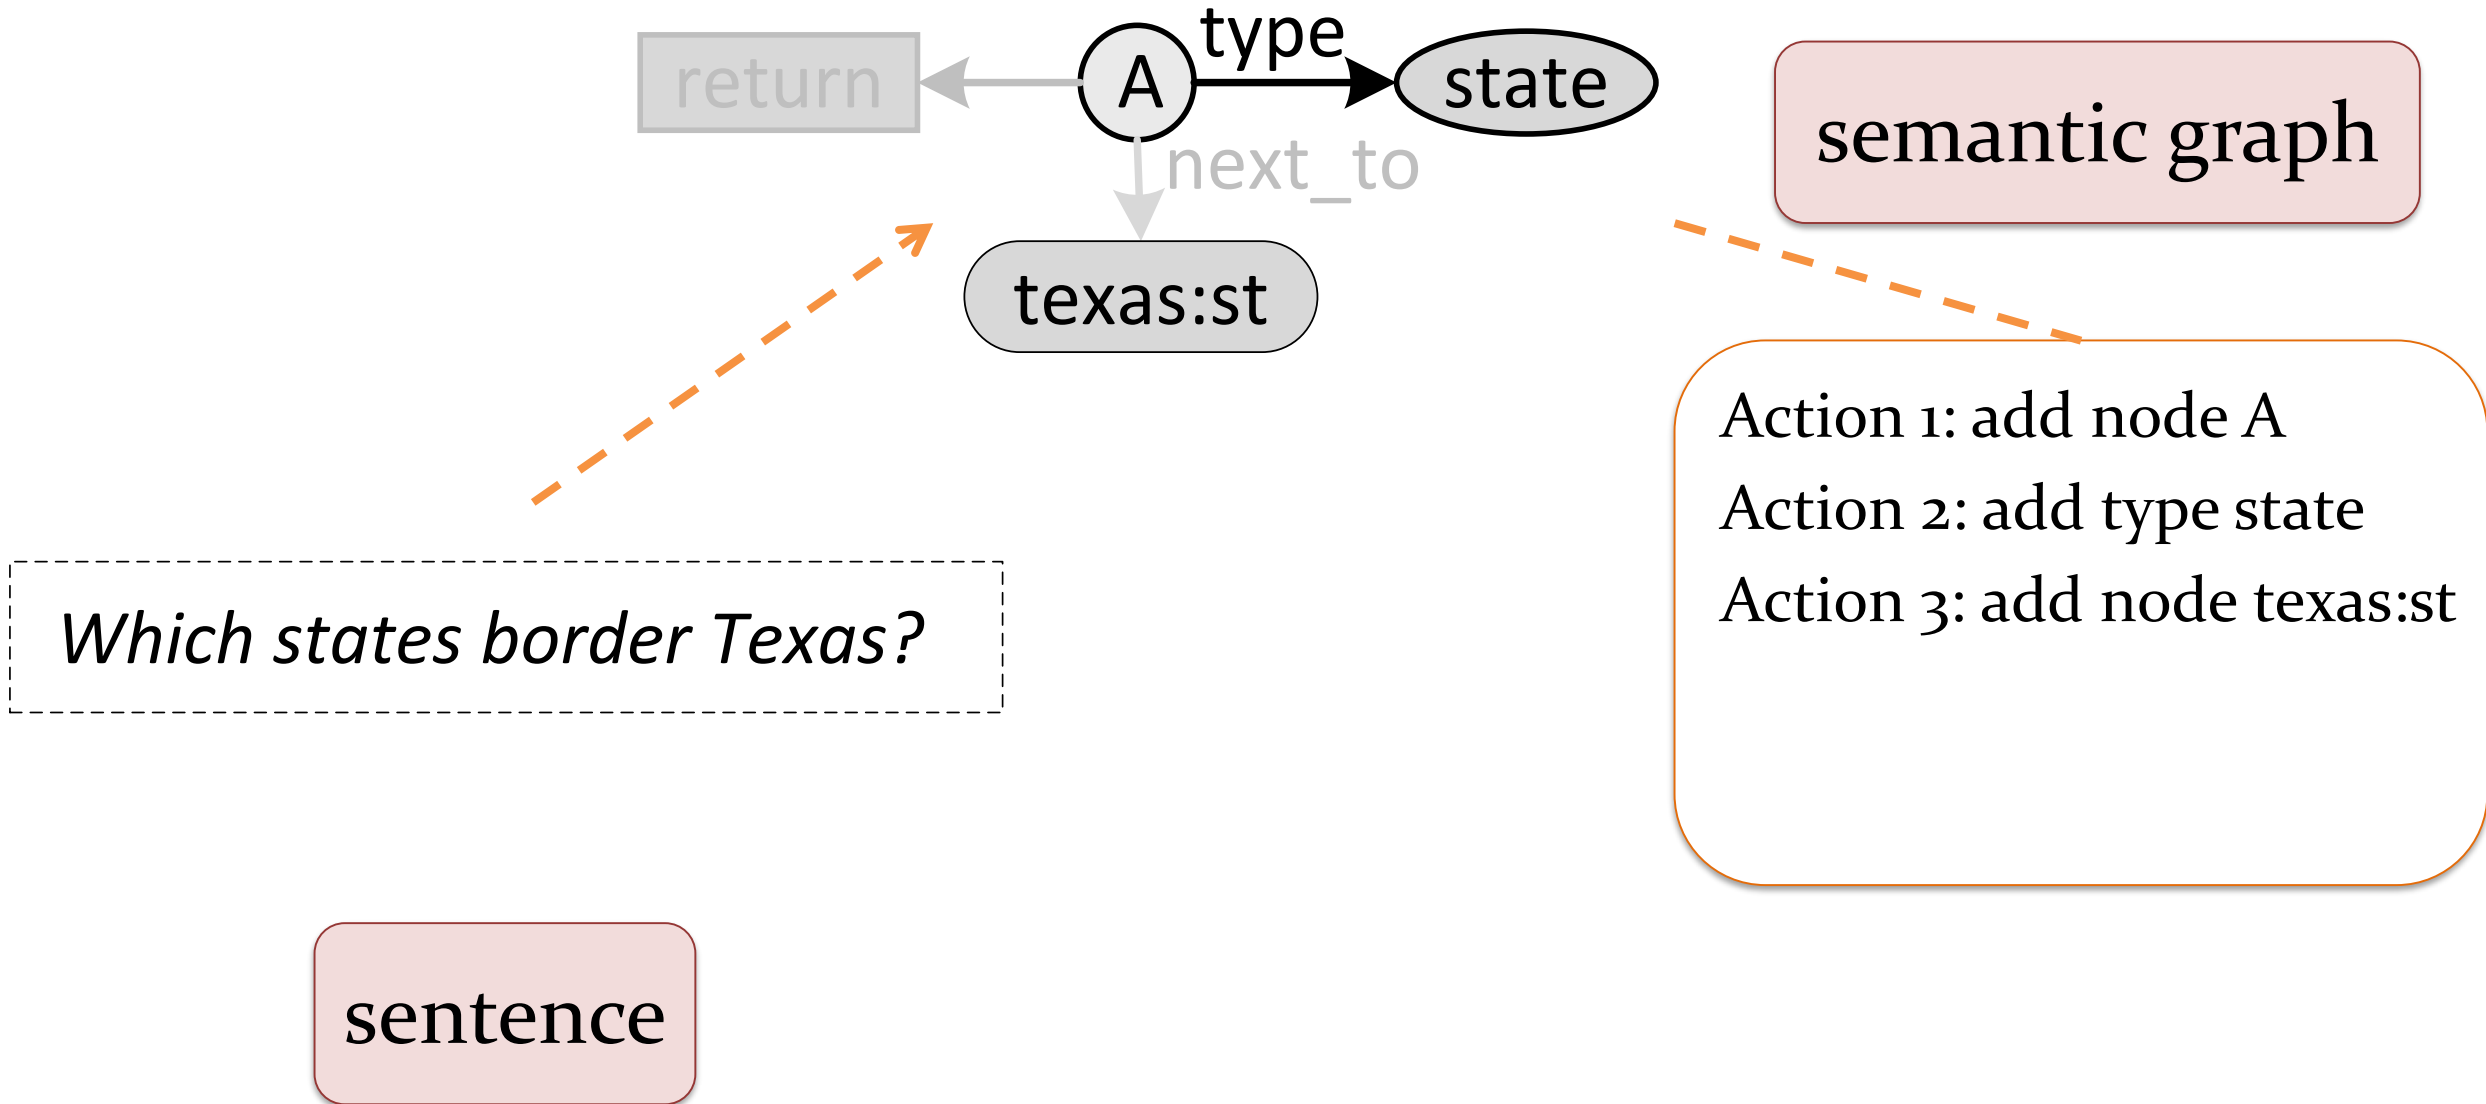 type
return
A
state
semantic graph
next_to
texas:st
Action 1: add node A
Action 2: add type state
Action 3: add node texas:st
Which states border Texas?
sentence